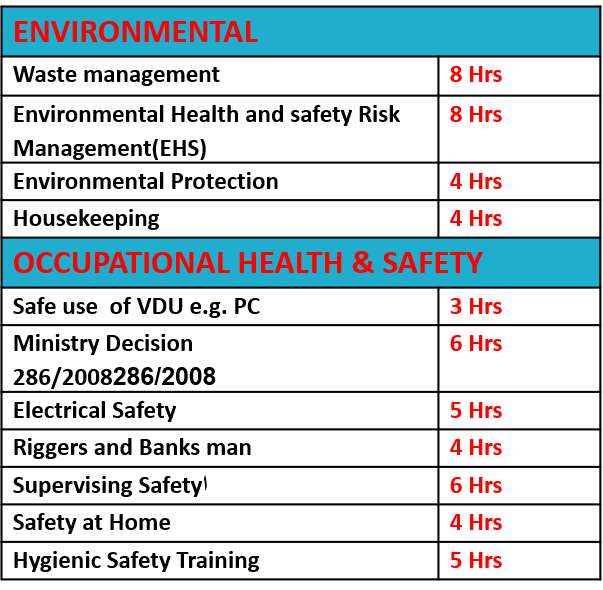 ENVIRONMENTAL
Waste management 8 Hrs
Environmental Health and safety Risk 8 Hrs
Management(EHS)
Environmental Protection 4 Hrs
Housekeeping 4 Hrs
OCCUPATIONAL HEALTH & SAFETY
Safe use of VDU e.g. PC 3 Hrs
Ministry Decision 6 Hrs
286/2008286/2008
Electrical Safety 5 Hrs
Riggers and Banks man 4 Hrs
Supervising Safety\ 6 Hrs
Safety at Home 4 Hrs
Hygienic Safety Training 5 Hrs